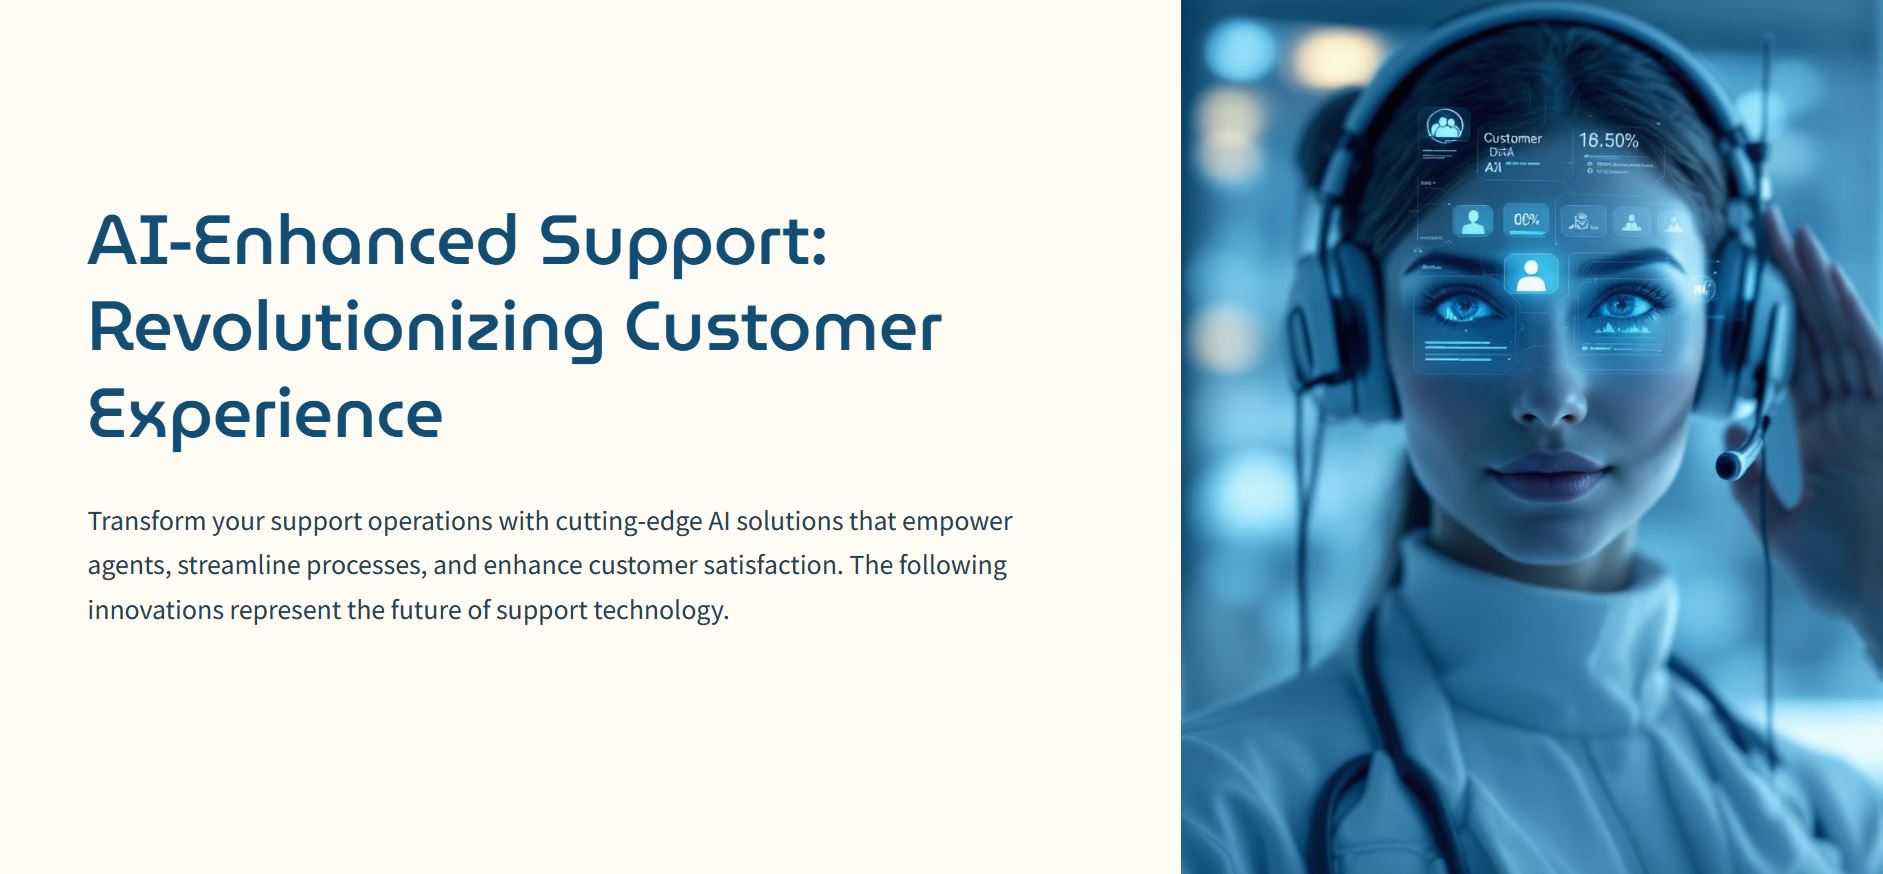 AI-Enhanced Support:
Revolutionizing Customer
Experience
Transform your support operations with cutting-edge AI solutions that empower
agents, streamline processes, and enhance customer satisfaction. The following
innovations represent the future of support technology.
Customer
16.50%
00%